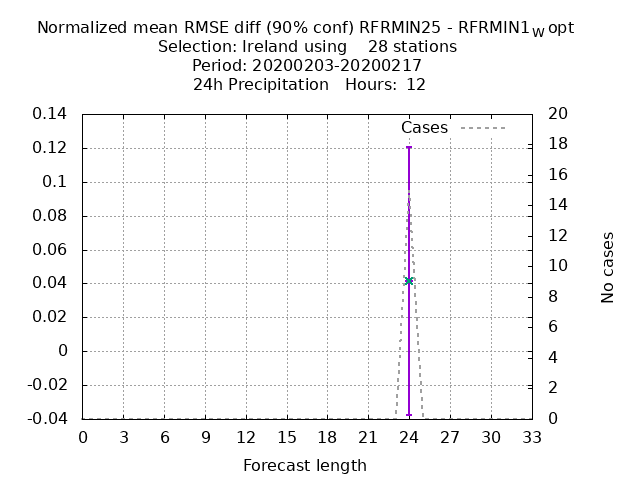 Normalized mean RMSE diff (90% conf) RFRMIN25 - RFRMIN1wopt
Selection: Ireland using    28 stations
Period: 20200203-20200217
24h Precipitation   Hours:  12
Cases
0.14
0.12
0.1
0.08
0.06
0.04
0.02
0
-0.02
-0.04
20
18
16
14
12
10
8
6
4
2
0
No cases
0 3 6 9 12 15 18 21 24 27 30 33
Forecast length